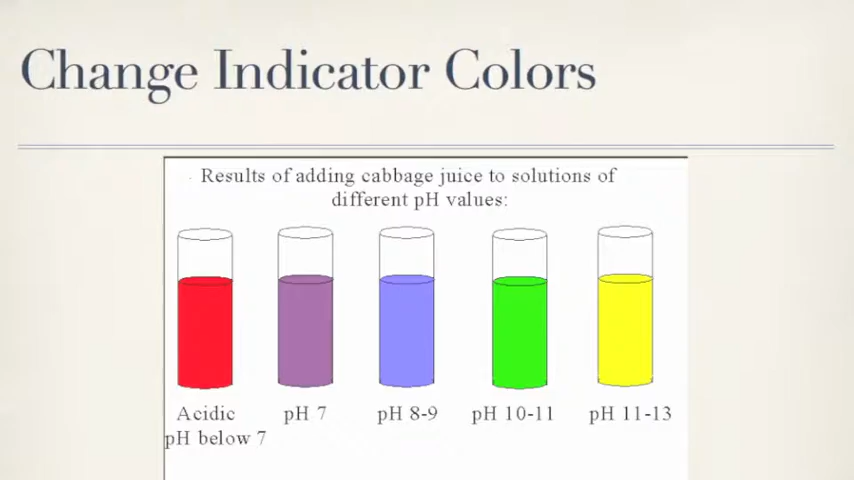 Change Indicator Colors
Results of adding cabbage juice to solutions of
different pH values:
Acidic
pH below 7
pH 7
pH 8-9
pH 10-11
pH 11-13